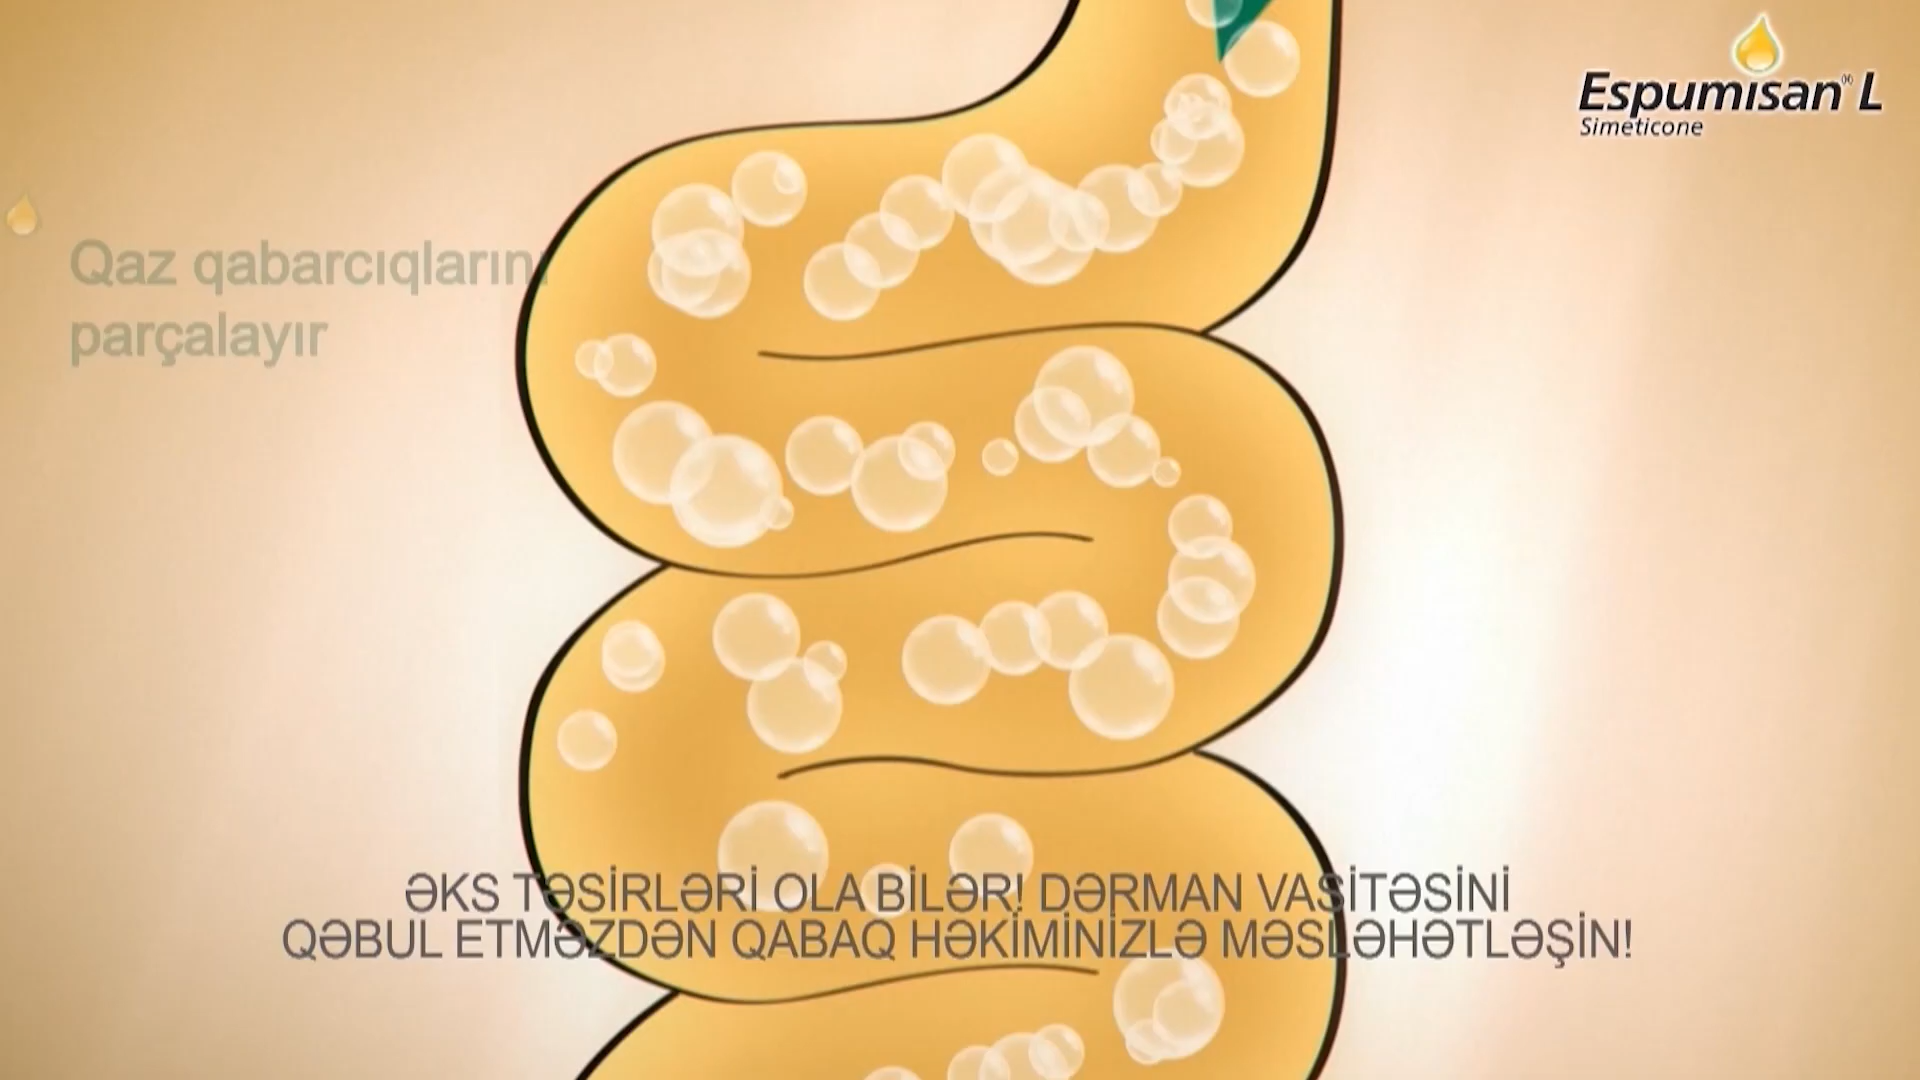 Espumisan® L
Simeticone
Qaz qabarcıqlarını
parçalayır
ƏKS TƏSİRLƏRİ OLA BİLƏR! DƏRMAN VASİTƏSİNİ
QƏBUL ETMƏZDƏN QABAQ HƏKİMİNİZLƏ MƏSLƏHƏTLƏŞİN!